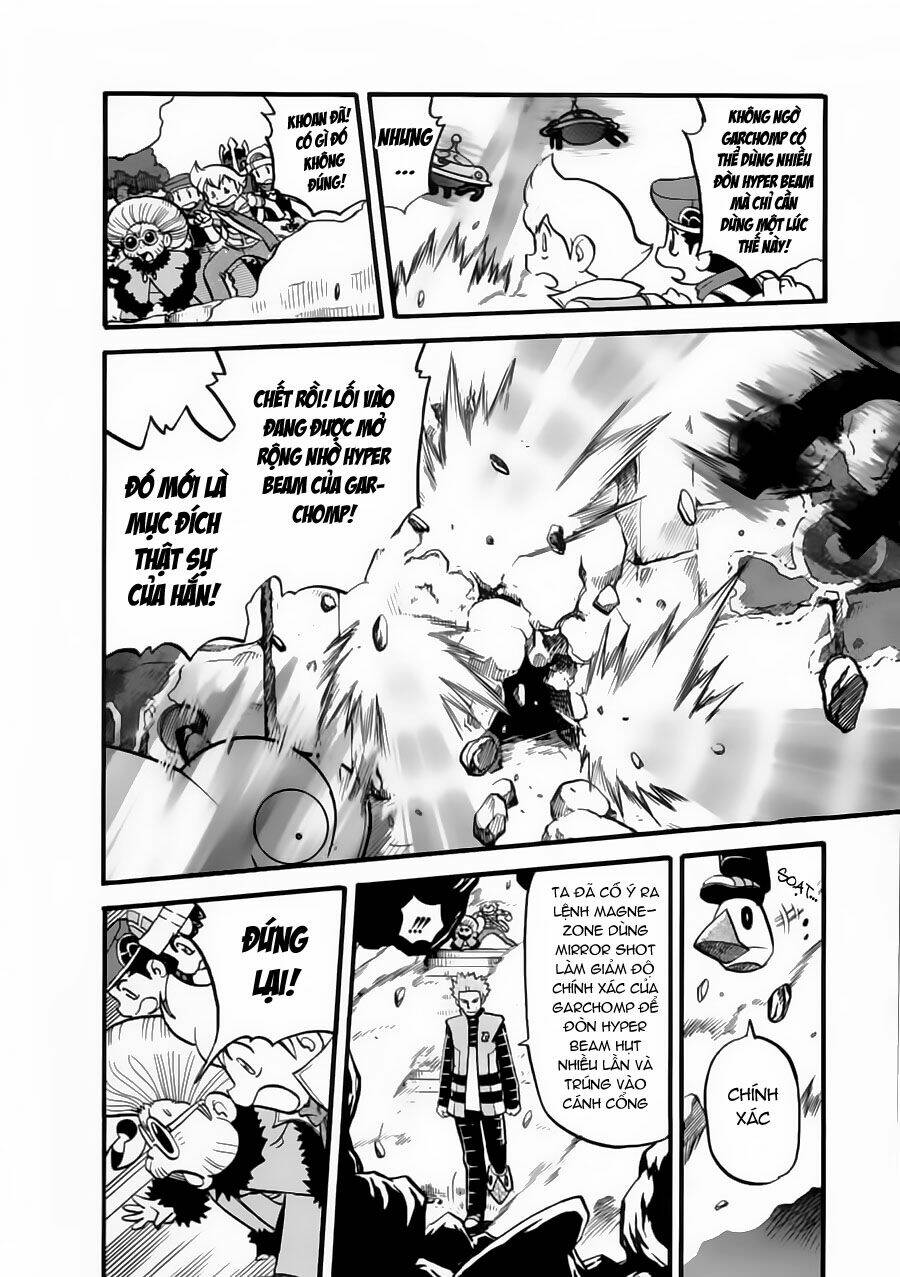 KHÔNG NGỜ
GARCHOMP CÓ
THỂ DÙNG NHIỀU
ĐÒN HYPER BEAM
MÀ CHỈ CẦN
DỪNG MỘT LÚC
THẾ NÀY!
NHƯNG
...
KHOAN ĐÃ!
CÓ GÌ ĐÓ
KHÔNG
ĐÚNG!
CHẾT RỒI! LỐI VÀO
ĐANG ĐƯỢC MỞ
RỘNG NHỜ HYPER
BEAM CỦA GAR-
CHOMP!
ĐÓ MỚI LÀ
MỤC ĐÍCH
THẬT SỰ
CỦA HẮN!
SOẠT...
CHÍNH
XÁC
TA ĐÃ CỐ Ý RA
LỆNH MAGNE-
ZONE DÙNG
MIRROR SHOT
LÀM GIẢM ĐỘ
CHÍNH XÁC CỦA
GARCHOMP ĐỂ
ĐÒN HYPER
BEAM HỤT
NHIỀU LẦN VÀ
TRÚNG VÀO
CÁNH CỔNG
!!!!
ĐỨNG
LẠI!